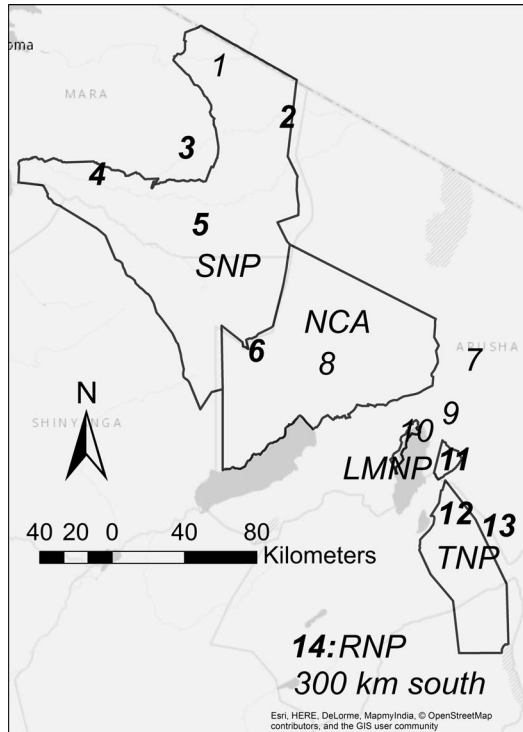 oma
1
MARA
2
3
4
5
SNP
NCA
6
8
ARUSHA
7
9
SHINYANGA
N
10
LMNP
11
12
13
40 20 0 40 80
Kilometers
TNP
14:RNP
300 km south
Esri, HERE, DeLorme, MapmyIndia, © OpenStreetMap
contributors, and the GIS user community